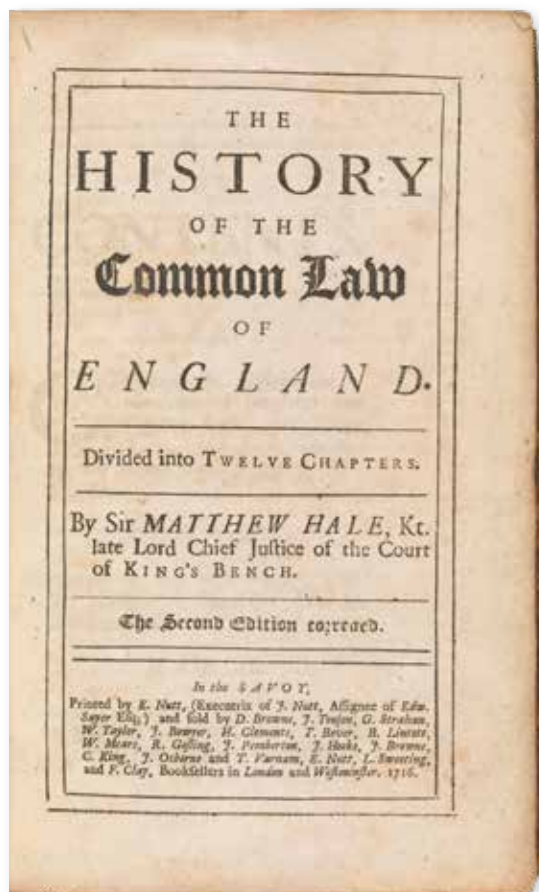 THE
HISTORY
OF THE
Common Law
OF
ENGLAND.
Divided into TWELVE CHAPTERS.
By Sir MATTHEW HALE, Kt.
late Lord Chief Juſtice of the Court
of KING'S BENCH.
The Second Edition corrected.
In the SAVOY,
Printed by E. Nutt, (Executrix of J. Nutt, Aſſignee of Edw.
Sayer Eſq;) and ſold by D. Browne, J. Tonſon, G. Strahan,
W. Taylor, J. Bowyer, H. Clements, T. Bever, B. Lintott,
W. Mears, R. Goſling, J. Pemberton, J. Hooke, J. Browne,
C. King, J. Osborne and T. Varnam, E. Nutt, L. Sweeting,
and F. Clay, Bookſellers in London and Weſtminſter. 1716.